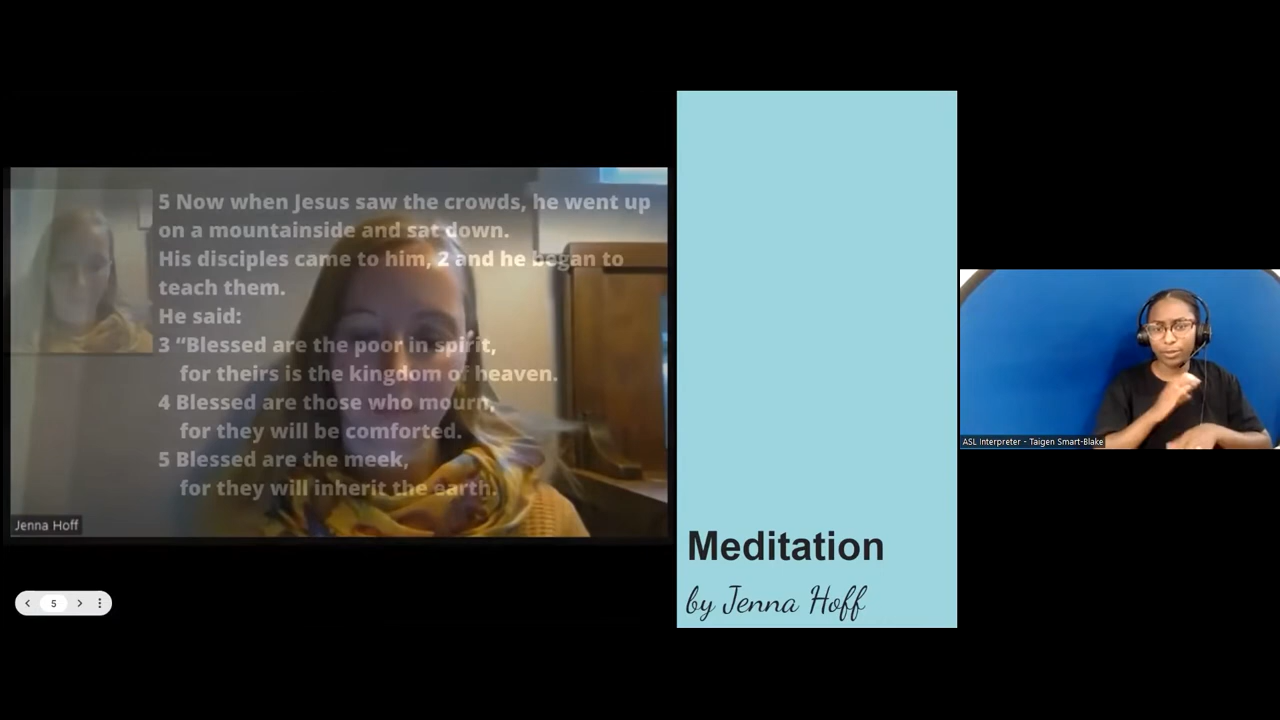 5 Now when Jesus saw the crowds, he went up
on a mountainside and sat down.
His disciples came to him, 2 and he began to
teach them.
He said:
3 “Blessed are the poor in spirit,
for theirs is the kingdom of heaven.
4 Blessed are those who mourn,
for they will be comforted.
5 Blessed are the meek,
for they will inherit the earth.
Jenna Hoff
5
Meditation
by Jenna Hoff
ASL Interpreter - Taigen Smart-Blake